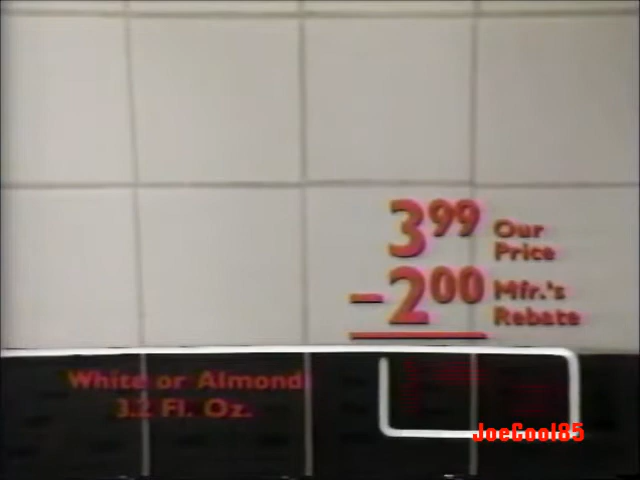 3.99 Our
Price
-2.00 Mfr.'s
Rebate
White or Almond
3.2 Fl. Oz.
JoeCool85